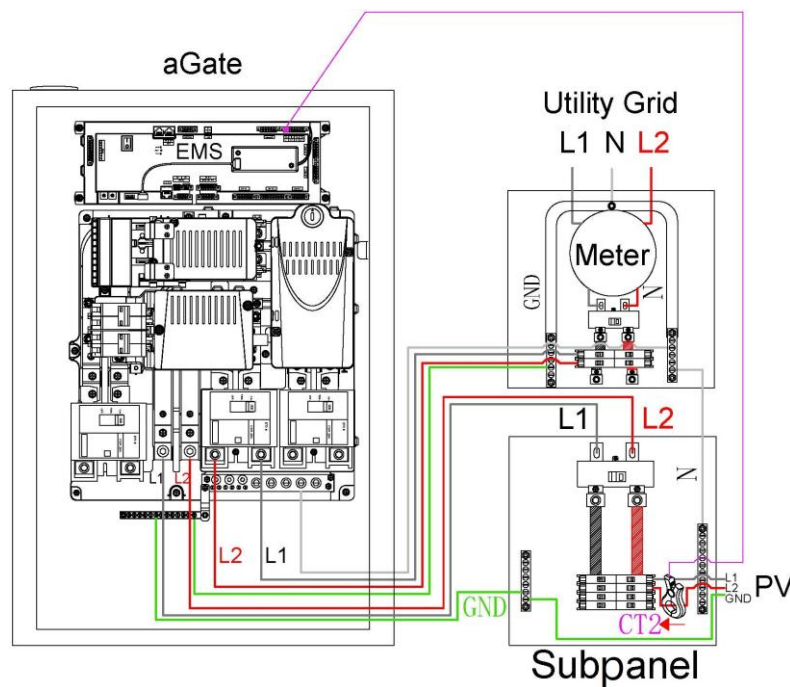 aGate
Utility Grid
L1 N L2
EMS
Meter
GND
N
L1
L2
L1
L2
N
L2
L1
GND
L1
L2
GND
PV
CT2
Subpanel